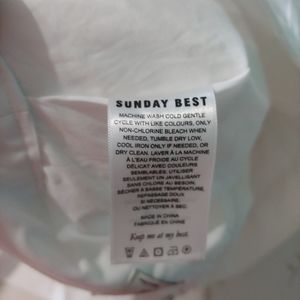 SUNDAY BEST
MACHINE WASH COLD GENTLE
CYCLE WITH LIKE COLOURS, ONLY
NON-CHLORINE BLEACH WHEN
NEEDED, TUMBLE DRY LOW,
COOL IRON ONLY IF NEEDED, OR
DRY CLEAN. LAVER À LA MACHINE
À L'EAU FROIDE AU CYCLE
DÉLICAT AVEC COULEURS
SEMBLABLES, UTILISER
SEULEMENT UN JAVELLISANT
SANS CHLORE AU BESOIN,
SÉCHER À BASSE TEMPÉRATURE,
REPASSAGE DOUX
SI NÉCESSAIRE
OU NETTOYER À SEC.
MADE IN CHINA
FABRIQUÉ EN CHINE
Keep me at my best.